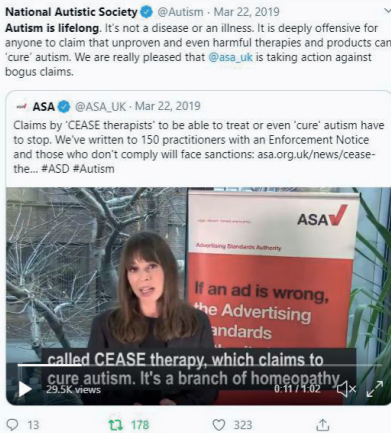 National Autistic Society @Autism · Mar 22, 2019
Autism is lifelong. It's not a disease or an illness. It is deeply offensive for
anyone to claim that unproven and even harmful therapies and products can
'cure' autism. We are really pleased that @asa_uk is taking action against
bogus claims.
ASA @ASA_UK · Mar 22, 2019
Claims by 'CEASE therapists' to be able to treat or even 'cure' autism have
to stop. We've written to 150 practitioners with an Enforcement Notice
and those who don't comply will face sanctions: asa.org.uk/news/cease-
the... #ASD #Autism
ASA
Advertising Standards Authority
If an ad is wrong,
the Advertising
andards
called CEASE therapy, which claims to
cure autism. It's a branch of homeopathy
29.5K views
0:11 / 1:02
13 178 323